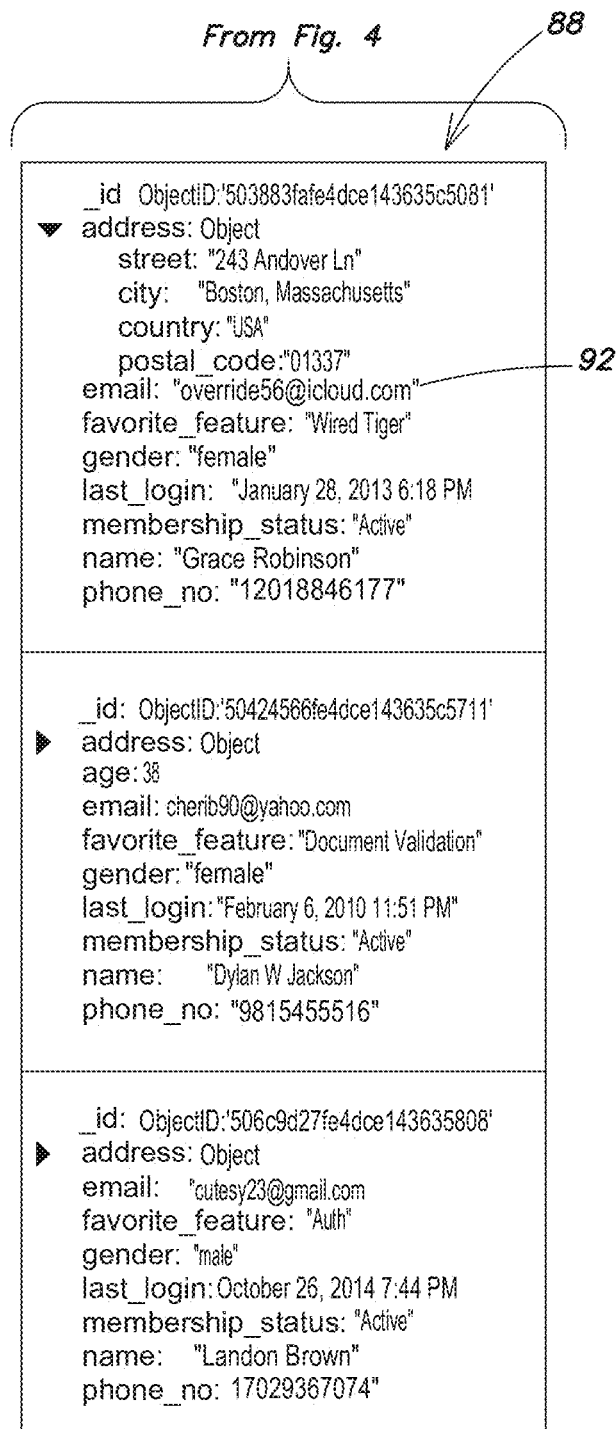 From Fig. 4
88
_id ObjectID:'503883fafe4dce143635c5081'
address: Object
street: "243 Andover Ln"
city: "Boston, Massachusetts"
country: "USA"
postal_code:"01337"
92
email: "override56@icloud.com"
favorite_feature: "Wired Tiger"
gender: "female"
last_login: "January 28, 2013 6:18 PM
membership_status: "Active"
name: "Grace Robinson"
phone_no: "12018846177"
_id: ObjectID:'50424566fe4dce143635c5711'
address: Object
age: 38
email: cherib90@yahoo.com
favorite_feature: "Document Validation"
gender: "female"
last_login: "February 6, 2010 11:51 PM"
membership_status: "Active"
name: "Dylan W Jackson"
phone_no: "9815455516"
_id: ObjectID:'506c9d27fe4dce143635808'
address: Object
email: "cutesy23@gmail.com
favorite_feature: "Auth"
gender: "male"
last_login: October 26, 2014 7:44 PM
membership_status: "Active"
name: "Landon Brown"
phone_no: 17029367074"